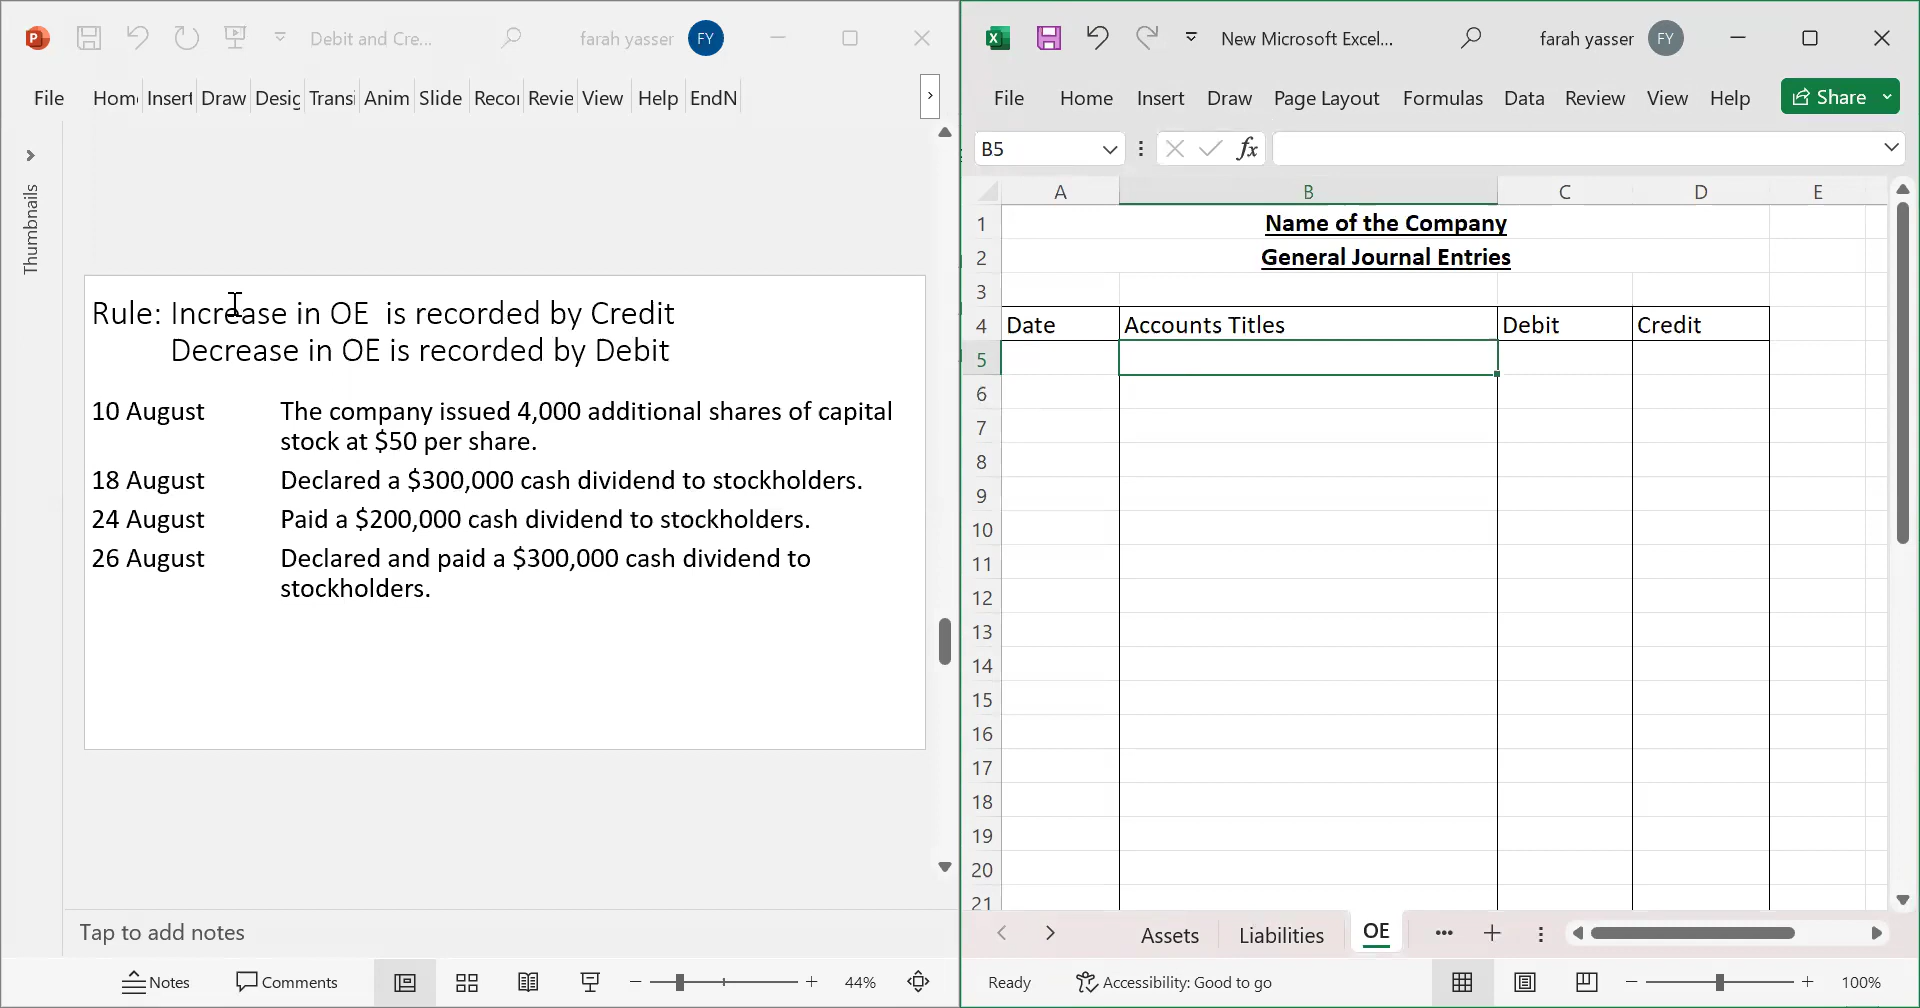 Debit and Cre...
farah yasser
FY
File
Hom
Insert
Draw
Desig
Transi
Anim
Slide
Recor
Revie
View
Help
EndN
Thumbnails
Rule: Increase in OE is recorded by Credit
Decrease in OE is recorded by Debit
10 August The company issued 4,000 additional shares of capital
stock at $50 per share.
18 August Declared a $300,000 cash dividend to stockholders.
24 August Paid a $200,000 cash dividend to stockholders.
26 August Declared and paid a $300,000 cash dividend to
stockholders.
Tap to add notes
Notes
Comments
44%
New Microsoft Excel...
farah yasser
FY
File
Home
Insert
Draw
Page Layout
Formulas
Data
Review
View
Help
Share
B5
fx
A B C D E
1 Name of the Company
2 General Journal Entries
3
4 Date Accounts Titles Debit Credit
5
6
7
8
9
10
11
12
13
14
15
16
17
18
19
20
21
Assets
Liabilities
OE
Ready
Accessibility: Good to go
100%